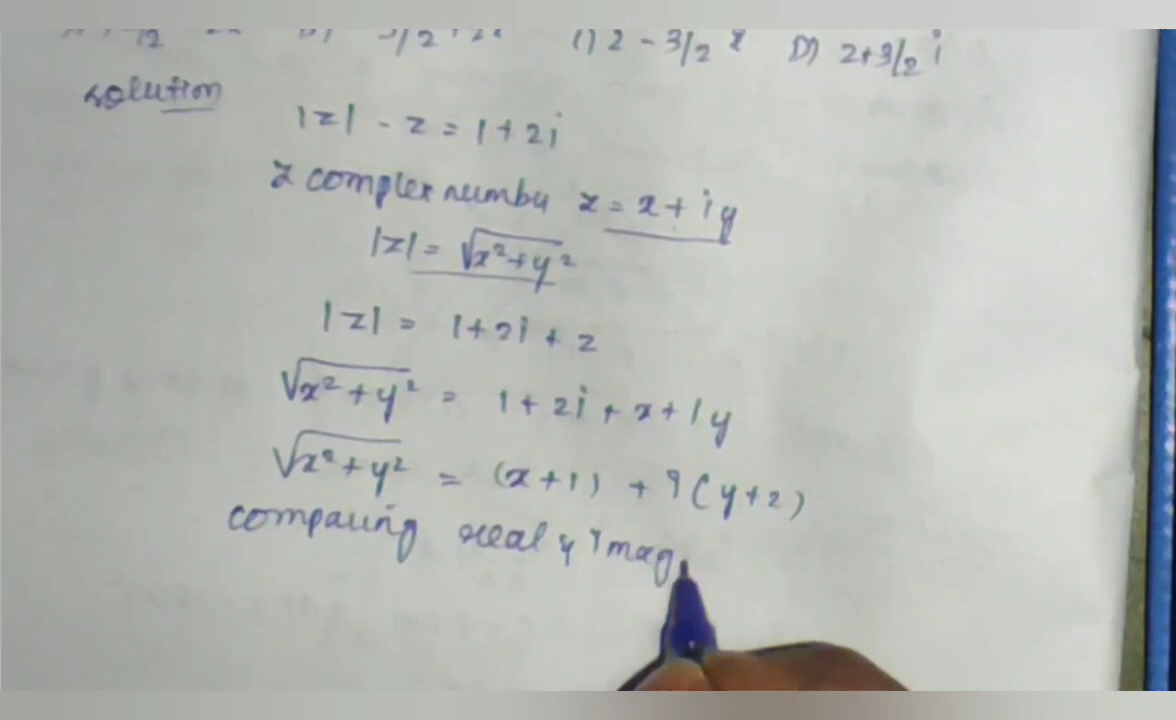 C) 2 - 3/2 i D) 2+3/2 i
solution
|z| - z = 1+2i
z complex number z = x + iy
|z| = √x²+y²
|z| = 1+2i + z
√x²+y² = 1+2i + x+iy
√x²+y² = (x+1) + i(y+2)
comparing real & imag